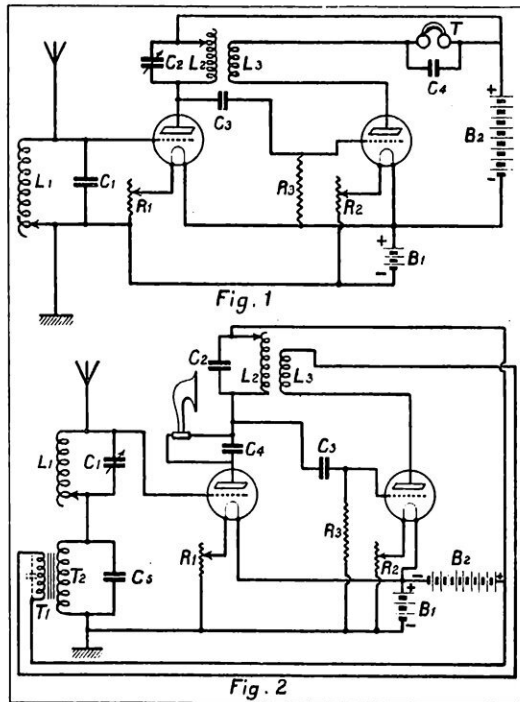 C2 L2 L3 T
C4
C3
B2
+
-
L1 C1 R1 R3 R2
+
B1
-
Fig. 1
C2 L2 L3
L1 C1 C4 C3
R3
R1 R2 B2
- +
T1 T2 C5 + B1
-
Fig. 2